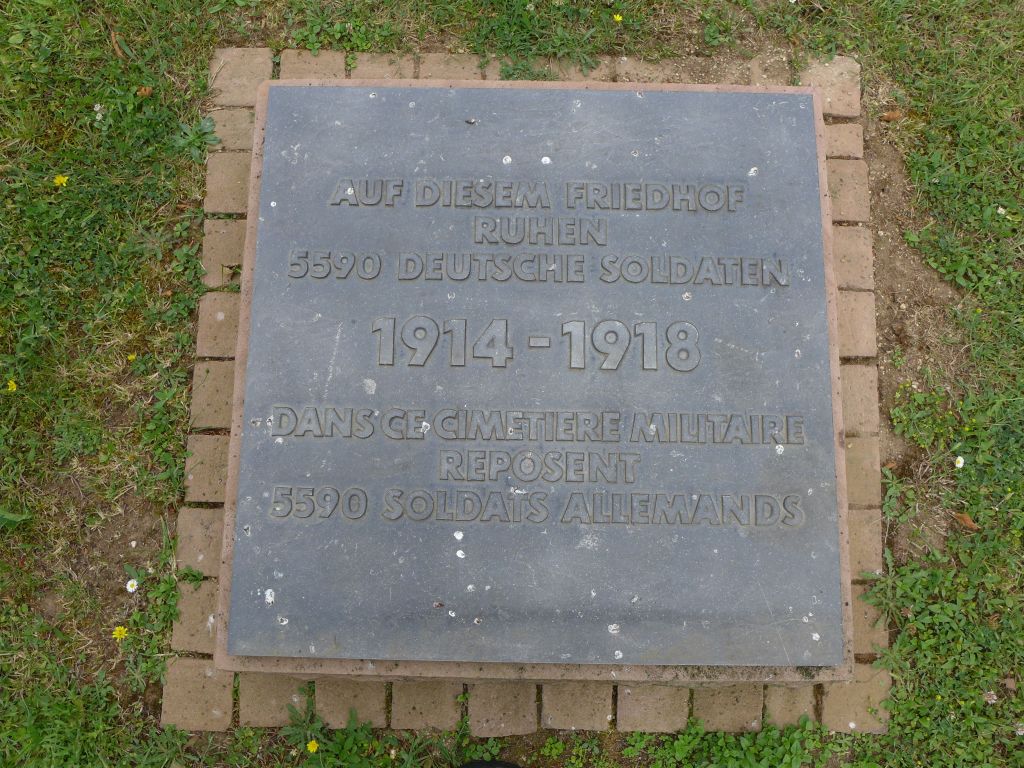 AUF DIESEM FRIEDHOF
RUHEN
5590 DEUTSCHE SOLDATEN
1914 - 1918
DANS CE CIMETIERE MILITAIRE
REPOSENT
5590 SOLDATS ALLEMANDS